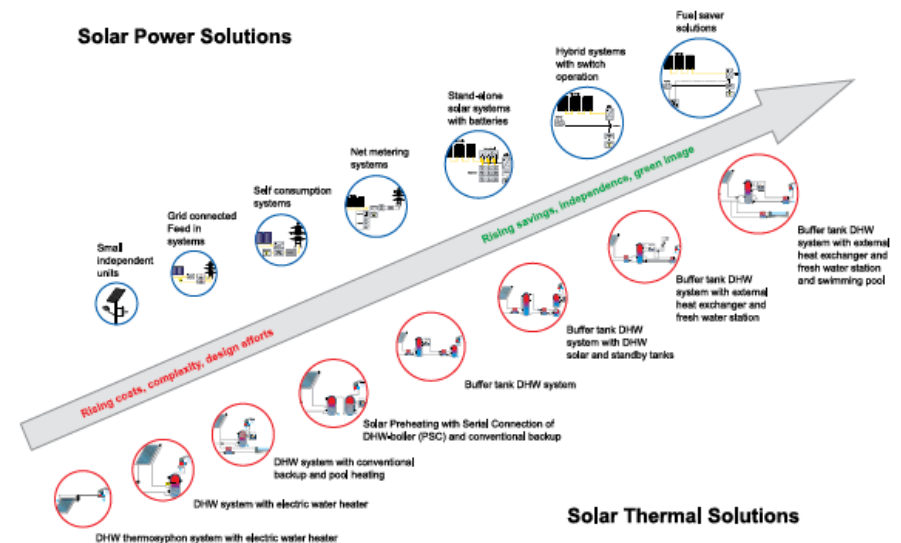 Solar Power Solutions
Fuel saver
solutions
Hybrid systems
with switch
operation
Stand-alone
solar systems
with batteries
Net metering
systems
Self consumption
systems
Grid connected
Feed in
systems
Small
independent
units
Rising savings, independence, green image
Rising costs, complexity, design efforts
Buffer tank DHW
system with external
heat exchanger and
fresh water station
and swimming pool
Buffer tank DHW
system with external
heat exchanger and
fresh water station
Buffer tank DHW
system with DHW
solar and standby tanks
Buffer tank DHW system
Solar Preheating with Serial Connection of
DHW-boiler (PSC) and conventional backup
DHW system with conventional
backup and pool heating
DHW system with electric water heater
DHW thermosyphon system with electric water heater
Solar Thermal Solutions